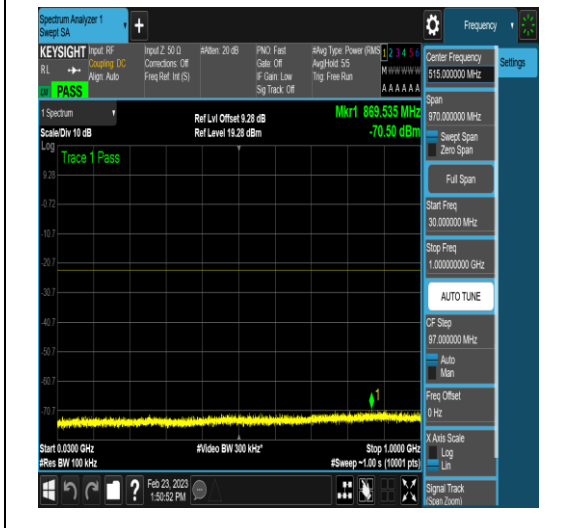 Spectrum Analyzer 1
Swept SA
Frequency
KEYSIGHT
RL
Input: RF
Coupling: DC
Align: Auto
Input Z: 50 Ω
Corrections: Off
Freq Ref: Int (S)
#Atten: 20 dB
PNO: Fast
Gate: Off
IF Gain: Low
Sig Track: Off
#Avg Type: Power (RMS
Avg|Hold: 5/5
Trig: Free Run
1 2 3 4 5 6
M w w w w w
A A A A A A
PASS
1 Spectrum
Scale/Div 10 dB
Log
Ref Lvl Offset 9.28 dB
Ref Level 19.28 dBm
Mkr1 869.535 MHz
-70.50 dBm
Trace 1 Pass
9.28
-0.72
-10.7
-20.7
-30.7
-40.7
-50.7
-60.7
-70.7
1
Start 0.0300 GHz
#Res BW 100 kHz
#Video BW 300 kHz*
Stop 1.0000 GHz
#Sweep ~1.00 s (10001 pts)
Feb 23, 2023
1:50:52 PM
Center Frequency
515.000000 MHz
Settings
Span
970.000000 MHz
Swept Span
Zero Span
Full Span
Start Freq
30.000000 MHz
Stop Freq
1.000000000 GHz
AUTO TUNE
CF Step
97.000000 MHz
Auto
Man
Freq Offset
0 Hz
X Axis Scale
Log
Lin
Signal Track
(Span Zoom)